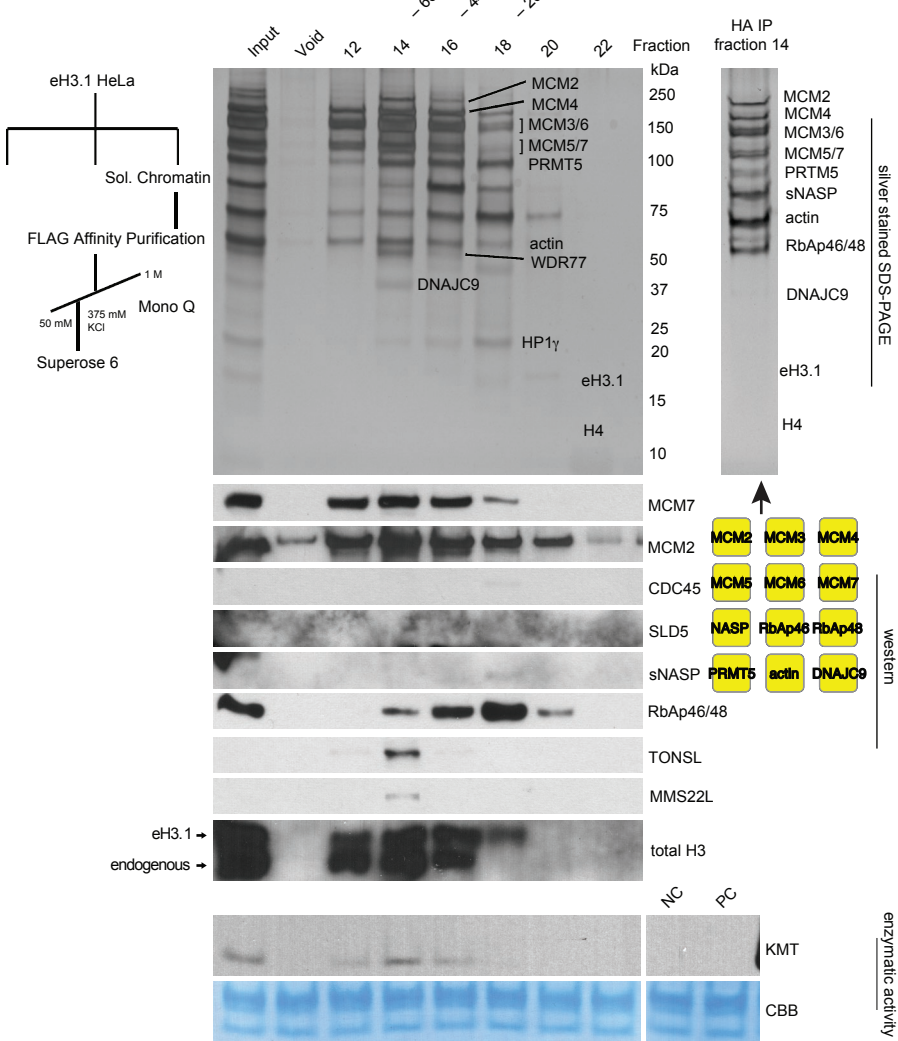 Input
Void
12
14
16
18
20
22
Fraction
HA IP
fraction 14
kDa
250
150
100
75
50
37
25
20
15
10
MCM2
MCM4
] MCM3/6
] MCM5/7
PRMT5
actin
WDR77
DNAJC9
HP1γ
eH3.1
H4
MCM2
MCM4
MCM3/6
MCM5/7
PRTM5
sNASP
actin
RbAp46/48
DNAJC9
eH3.1
H4
silver stained SDS-PAGE
eH3.1 HeLa
Sol. Chromatin
FLAG Affinity Purification
1 M
Mono Q
50 mM
375 mM
KCl
Superose 6
MCM7
MCM2
CDC45
SLD5
sNASP
RbAp46/48
TONSL
MMS22L
eH3.1
endogenous
total H3
MCM2 MCM3 MCM4
MCM5 MCM6 MCM7
NASP RbAp46 RbAp48
PRMT5 actin DNAJC9
western
NC
PC
KMT
CBB
enzymatic activity